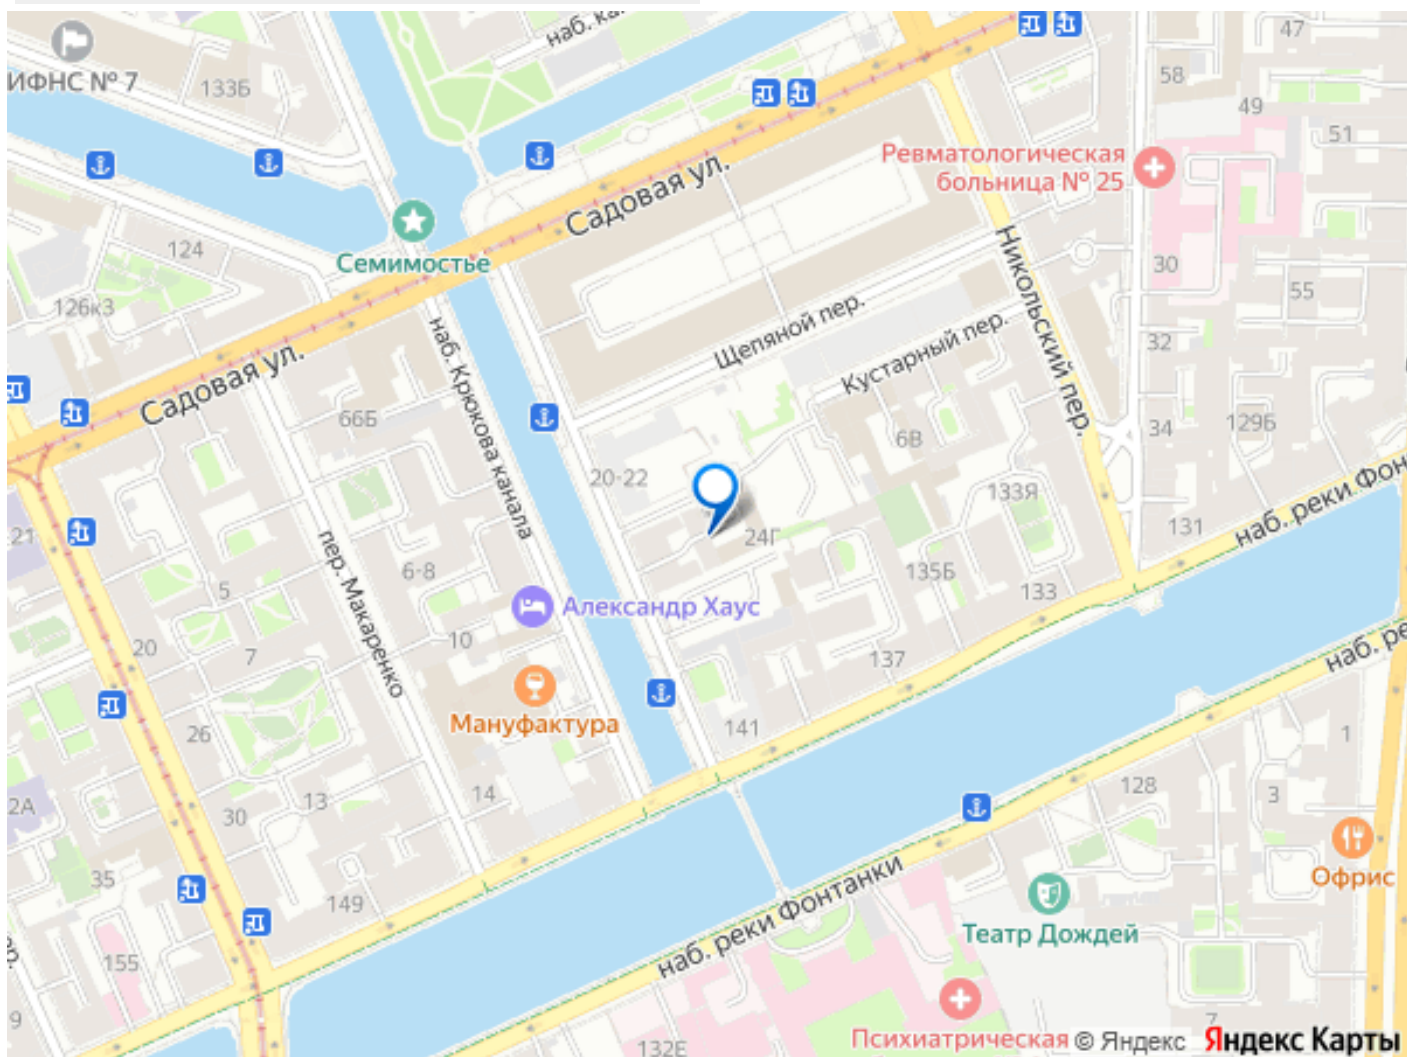 наб. ка
47
ИФНС № 7
133Б
58
49
51
Ревматологическая
больница № 25
Садовая ул.
124
Семимостье
Никольский пер.
30
55
126к3
Щепяной пер.
Кустарный пер.
32
наб. Крюкова канала
Садовая ул.
66Б
6В
34
129Б
20-22
133Я
наб. реки Фон
131
21
24Г
пер. Макаренко
6-8
135Б
5
133
Александр Хаус
10
20
7
137
наб. ре
Мануфактура
141
26
1
128
14
13
3
2А
30
Офрис
35
149
наб. реки Фонтанки
Театр Дождей
155
9
7
132Е
Психиатрическая
© Яндекс
Яндекс Карты